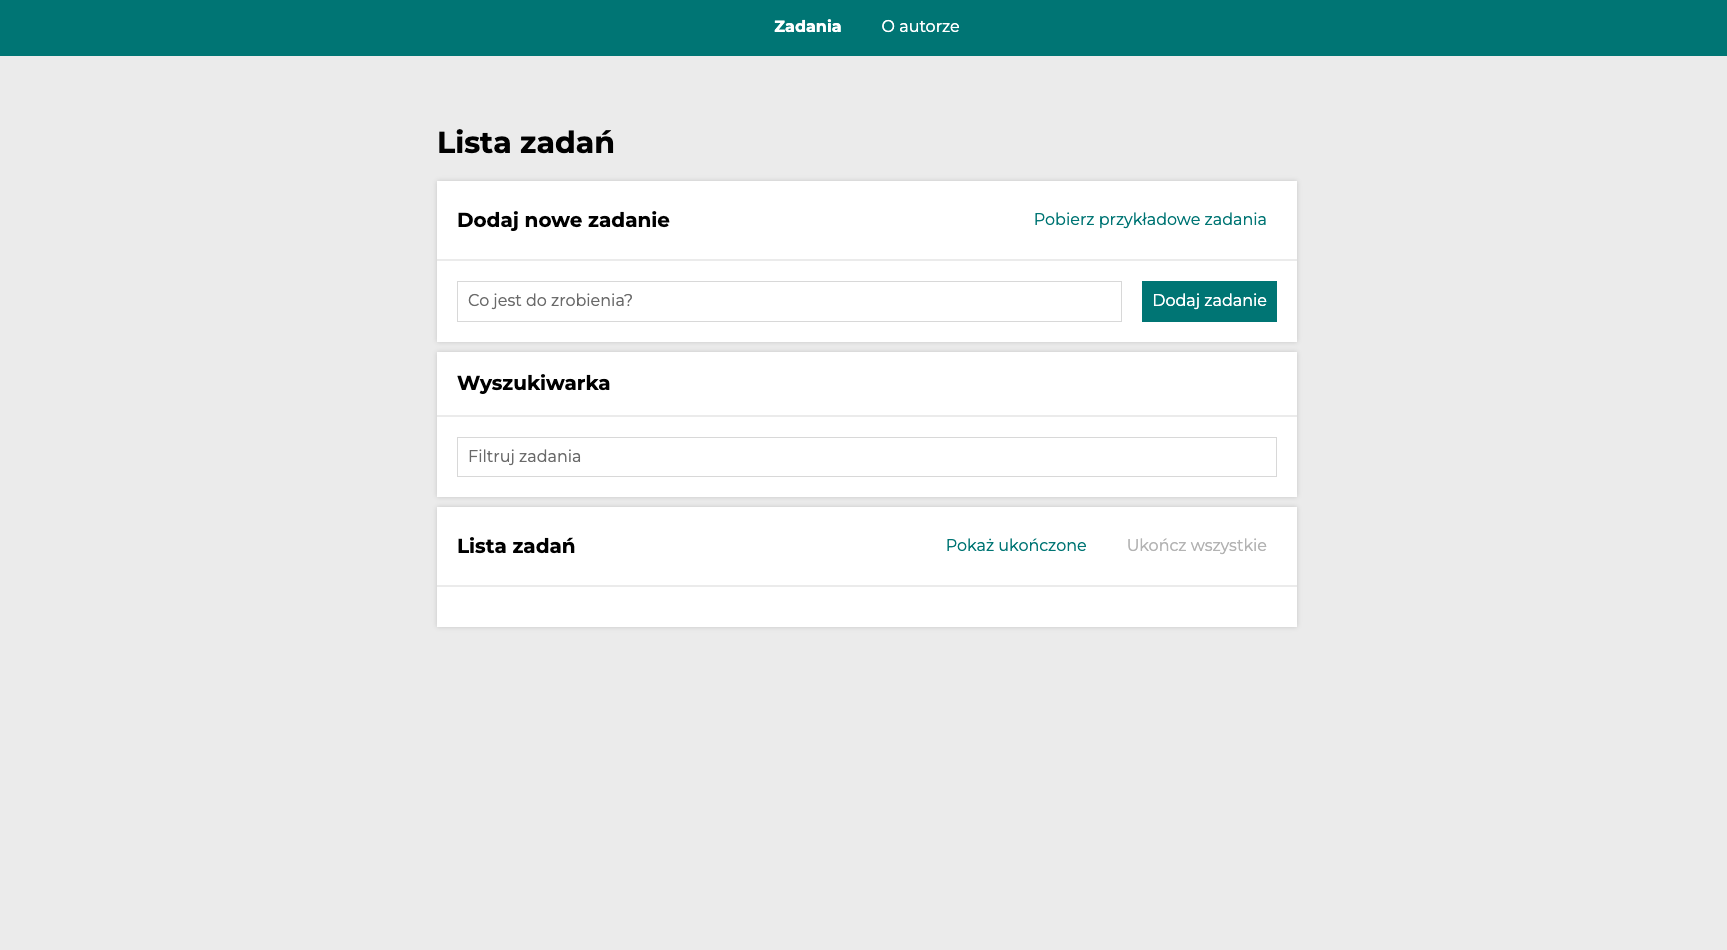 Zadania O autorze
Lista zadań
Dodaj nowe zadanie Pobierz przykładowe zadania
Co jest do zrobienia? Dodaj zadanie
Wyszukiwarka
Filtruj zadania
Lista zadań Pokaż ukończone Ukończ wszystkie